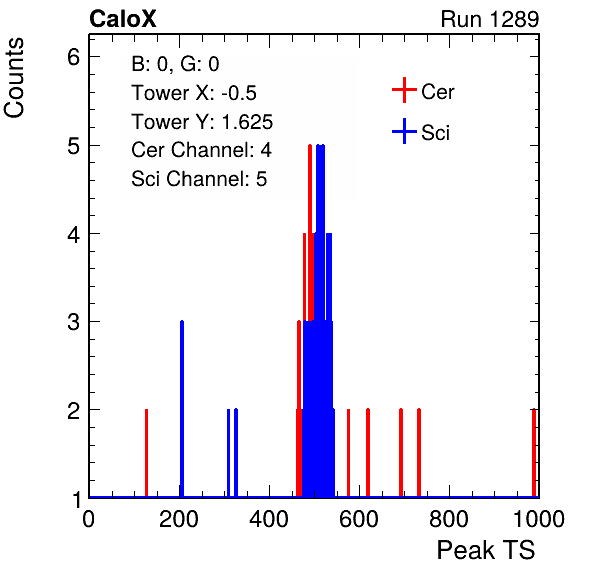 CaloX Run 1289
Counts
B: 0, G: 0
Tower X: -0.5
Tower Y: 1.625
Cer Channel: 4
Sci Channel: 5
Cer
Sci
6
5
4
3
2
1
0 200 400 600 800 1000
Peak TS